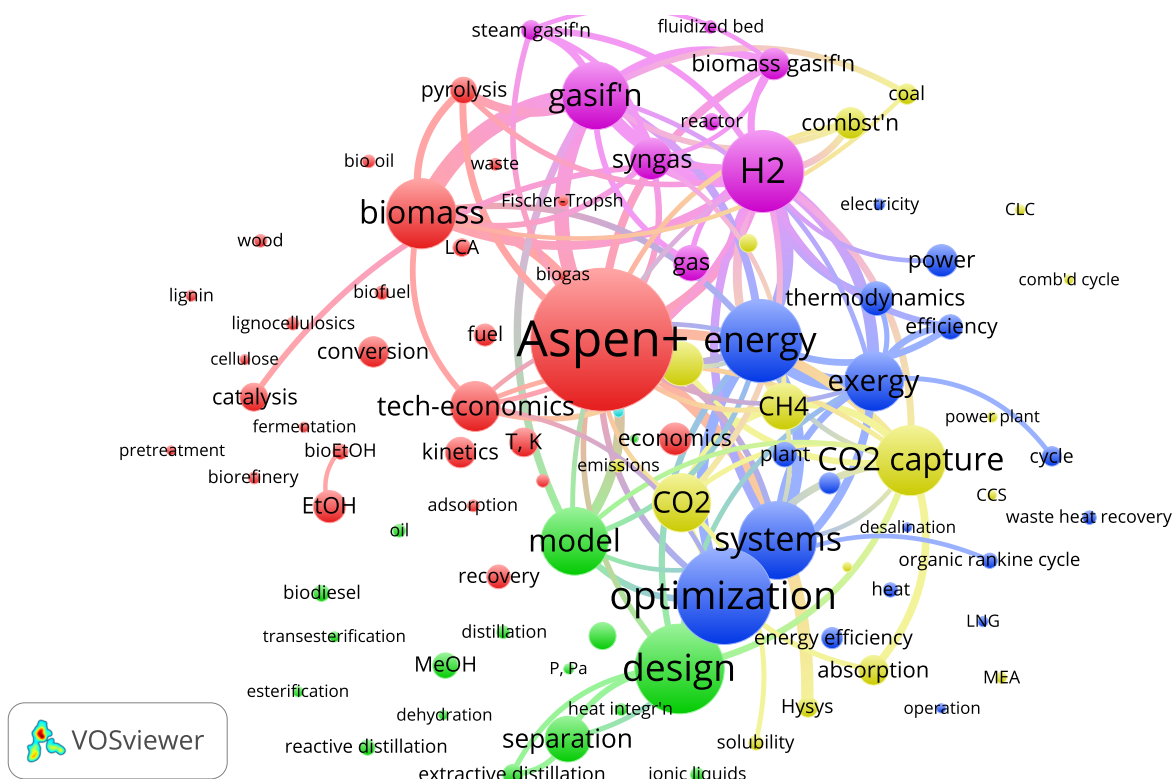 steam gasif'n
fluidized bed
biomass gasif'n
pyrolysis
gasif'n
coal
reactor
combst'n
bio oil
waste
syngas
H2
Fischer-Tropsh
electricity
CLC
biomass
wood
LCA
gas
power
biogas
comb'd cycle
lignin
biofuel
thermodynamics
lignocellulosics
fuel
Aspen+
energy
efficiency
conversion
cellulose
exergy
catalysis
tech-economics
CH4
power plant
fermentation
pretreatment
bioEtOH
kinetics
T, K
economics
plant
CO2 capture
cycle
emissions
biorefinery
EtOH
adsorption
CO2
CCS
waste heat recovery
oil
model
systems
desalination
organic rankine cycle
recovery
biodiesel
optimization
heat
LNG
transesterification
distillation
energy efficiency
MeOH
P, Pa
design
absorption
MEA
esterification
dehydration
heat integr'n
Hysys
operation
reactive distillation
separation
solubility
extractive distillation
ionic liquids
VOSviewer